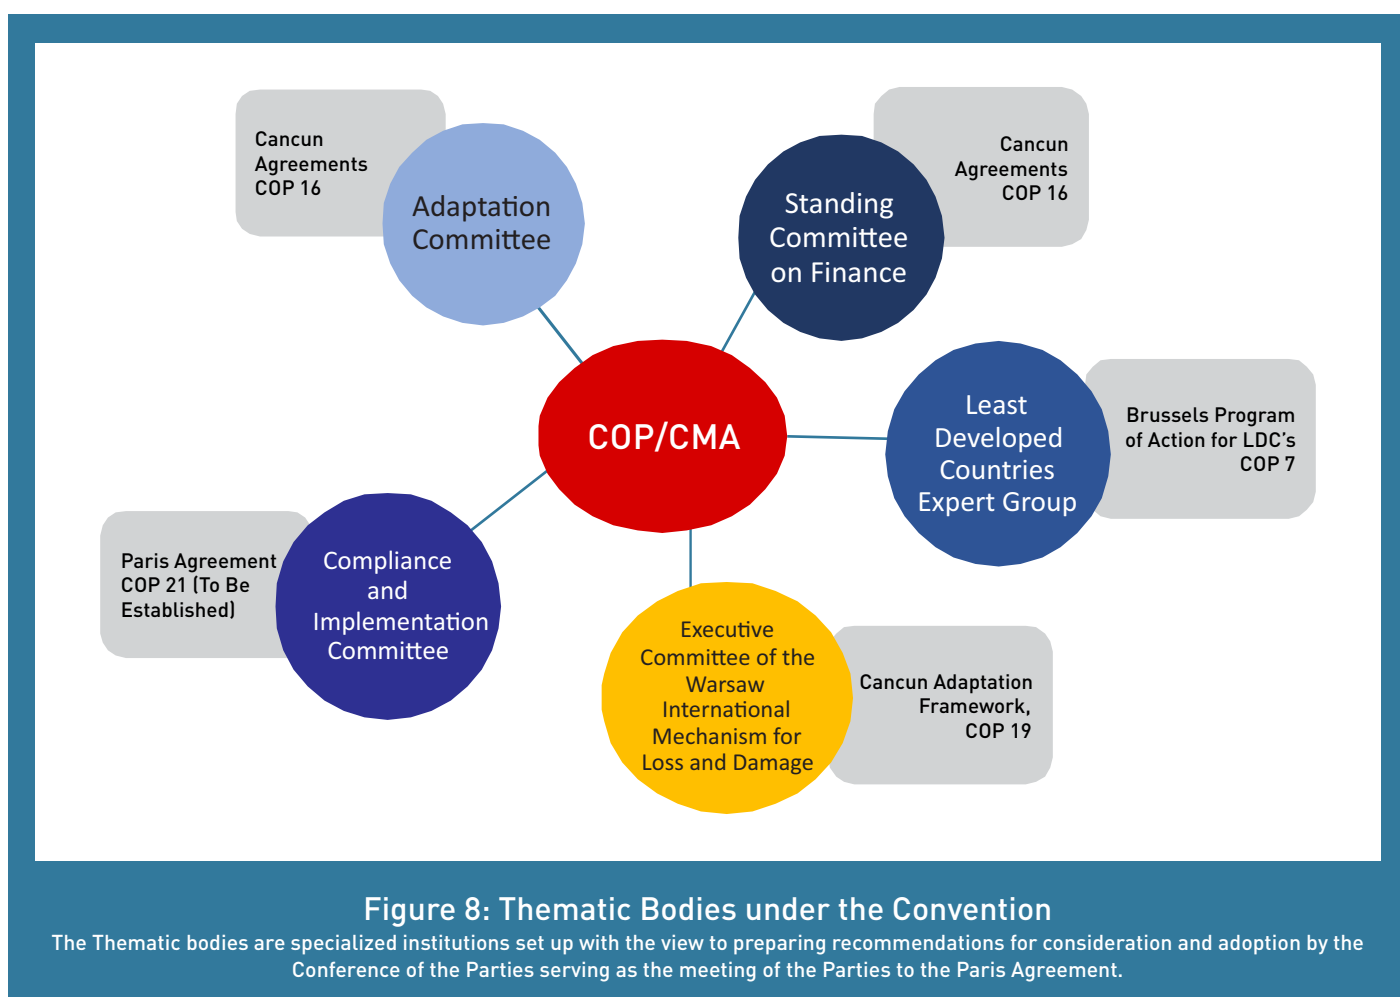 Cancun
Agreements
COP 16
Adaptation
Committee
Standing
Committee
on Finance
Cancun
Agreements
COP 16
COP/CMA
Least
Developed
Countries
Expert Group
Brussels Program
of Action for LDC's
COP 7
Paris Agreement
COP 21 (To Be
Established)
Compliance
and
Implementation
Committee
Executive
Committee of the
Warsaw
International
Mechanism for
Loss and Damage
Cancun Adaptation
Framework,
COP 19
Figure 8: Thematic Bodies under the Convention
The Thematic bodies are specialized institutions set up with the view to preparing recommendations for consideration and adoption by the
Conference of the Parties serving as the meeting of the Parties to the Paris Agreement.